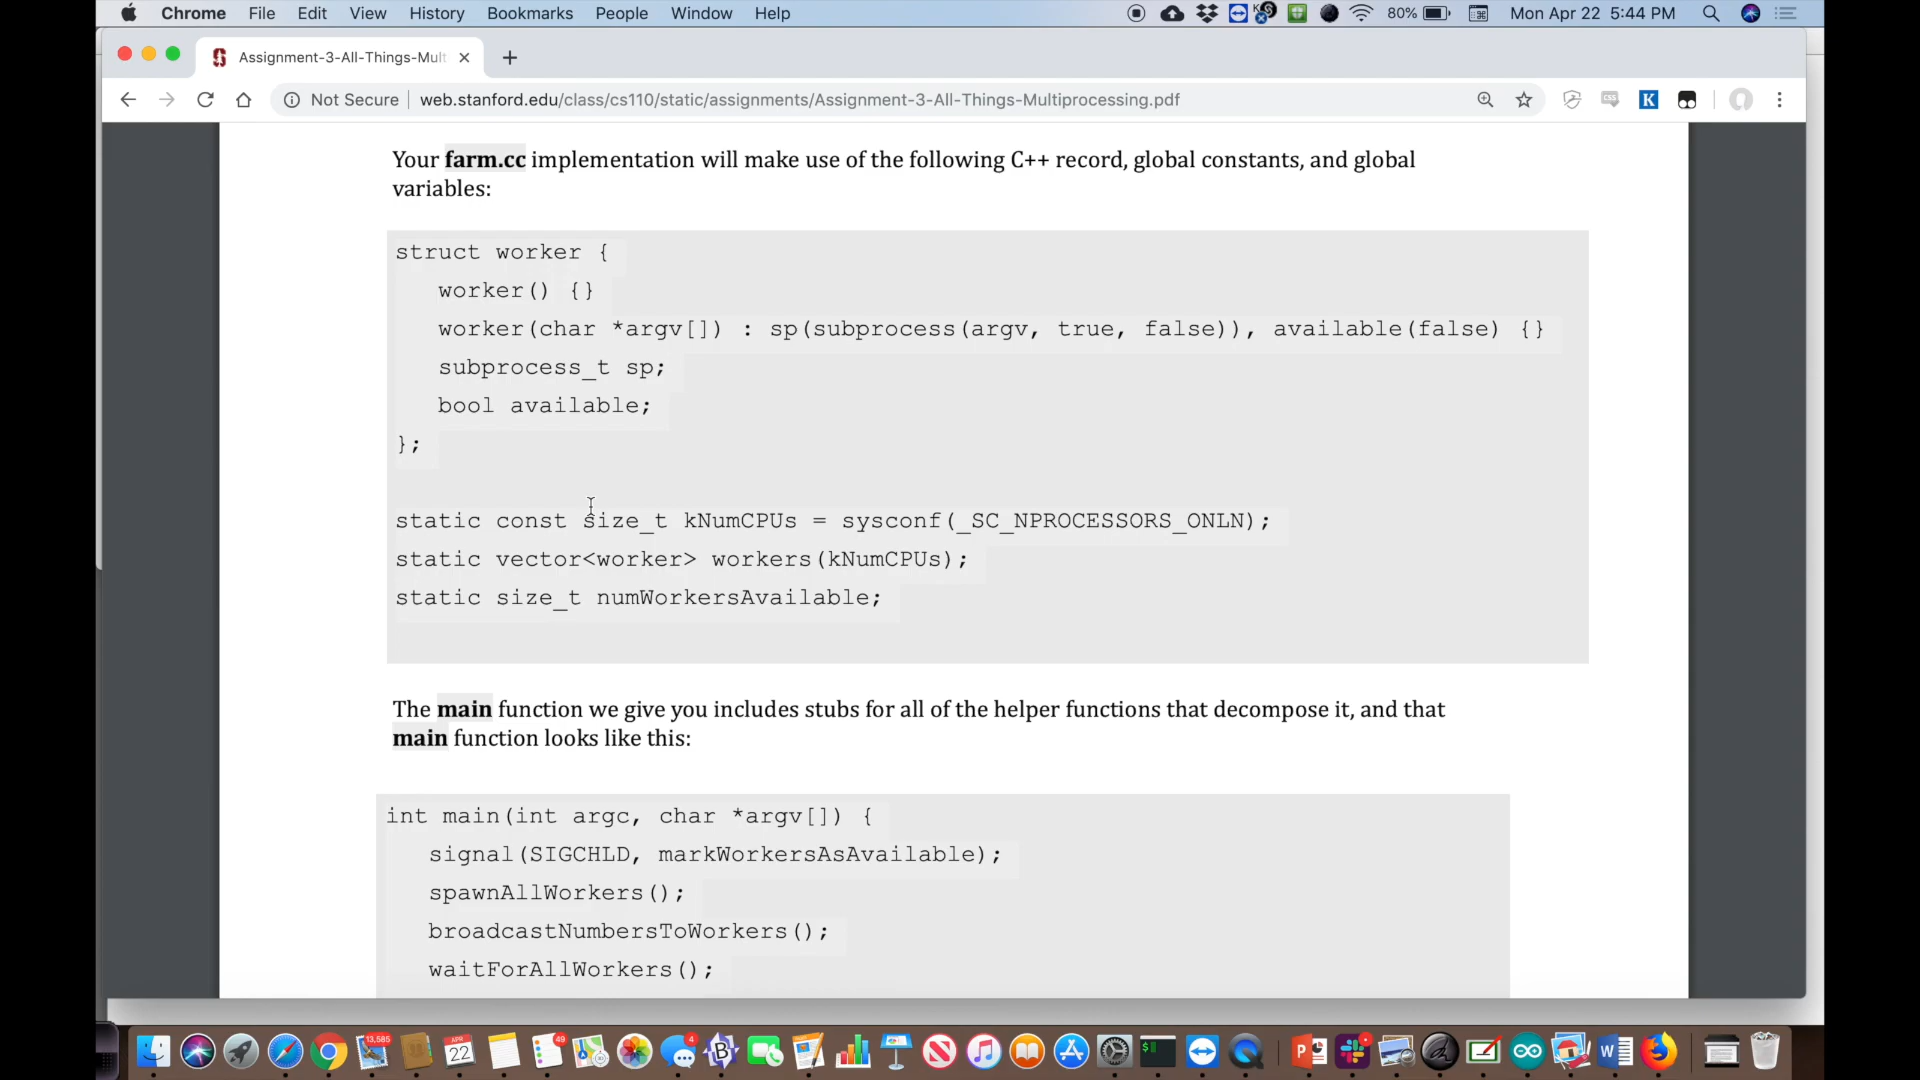 Chrome File Edit View History Bookmarks People Window Help 80% Mon Apr 22 5:44 PM
Assignment-3-All-Things-Mult
Not Secure web.stanford.edu/class/cs110/static/assignments/Assignment-3-All-Things-Multiprocessing.pdf
Your farm.cc implementation will make use of the following C++ record, global constants, and global
variables:
struct worker {
worker() {}
worker(char *argv[]) : sp(subprocess(argv, true, false)), available(false) {}
subprocess_t sp;
bool available;
};
static const size_t kNumCPUs = sysconf(_SC_NPROCESSORS_ONLN);
static vector<worker> workers(kNumCPUs);
static size_t numWorkersAvailable;
The main function we give you includes stubs for all of the helper functions that decompose it, and that
main function looks like this:
int main(int argc, char *argv[]) {
signal(SIGCHLD, markWorkersAsAvailable);
spawnAllWorkers();
broadcastNumbersToWorkers();
waitForAllWorkers();
13,585 APR 22 49 4